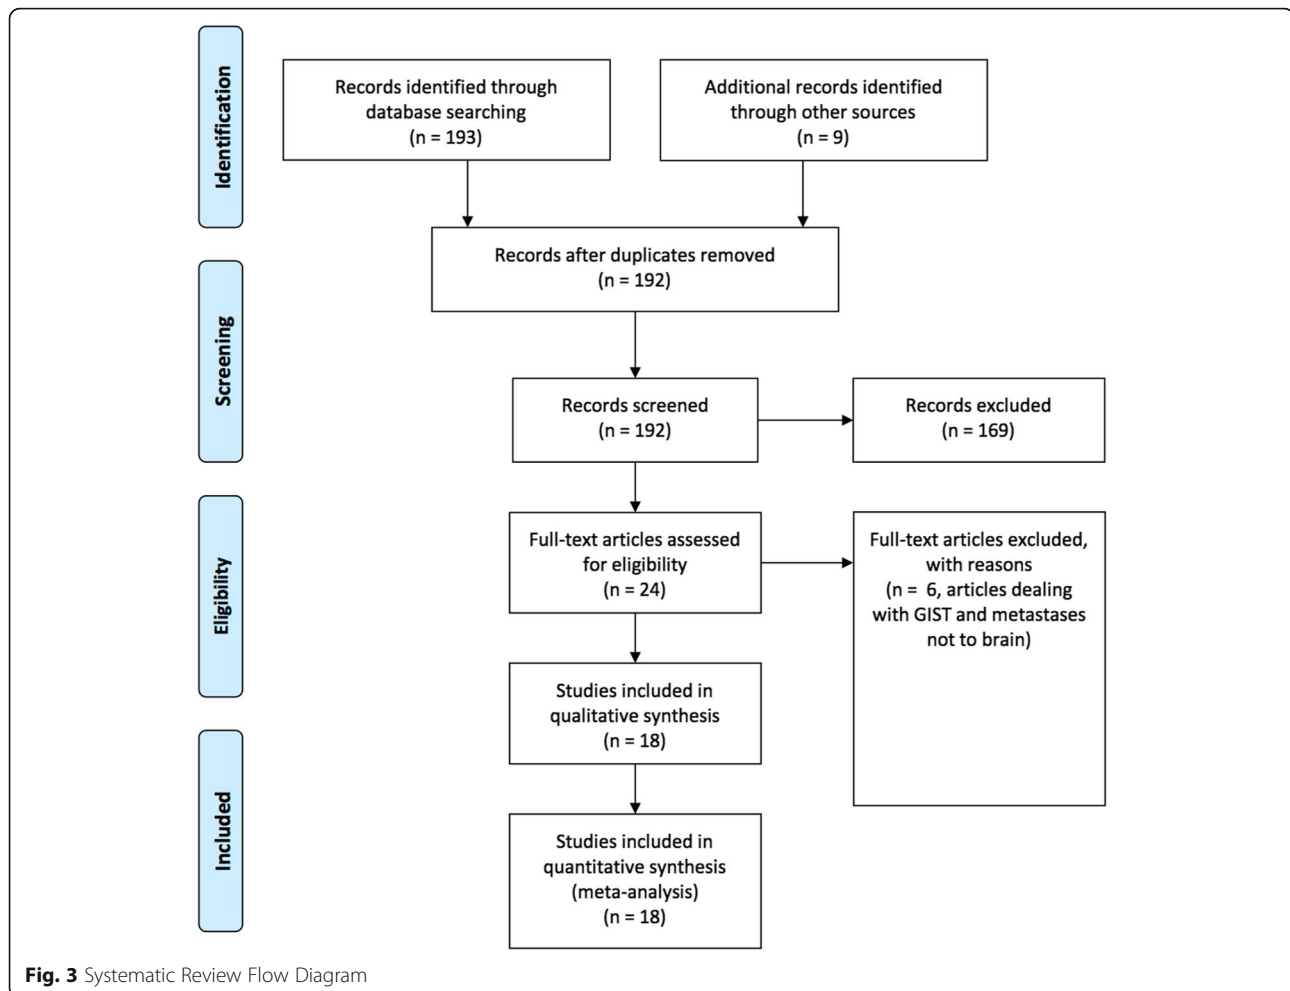 Identification
Records identified through
database searching
(n = 193)
Additional records identified
through other sources
(n = 9)
Records after duplicates removed
(n = 192)
Screening
Records screened
(n = 192)
Records excluded
(n = 169)
Eligibility
Full-text articles assessed
for eligibility
(n = 24)
Full-text articles excluded,
with reasons
(n = 6, articles dealing
with GIST and metastases
not to brain)
Studies included in
qualitative synthesis
(n = 18)
Included
Studies included in
quantitative synthesis
(meta-analysis)
(n = 18)
Fig. 3 Systematic Review Flow Diagram